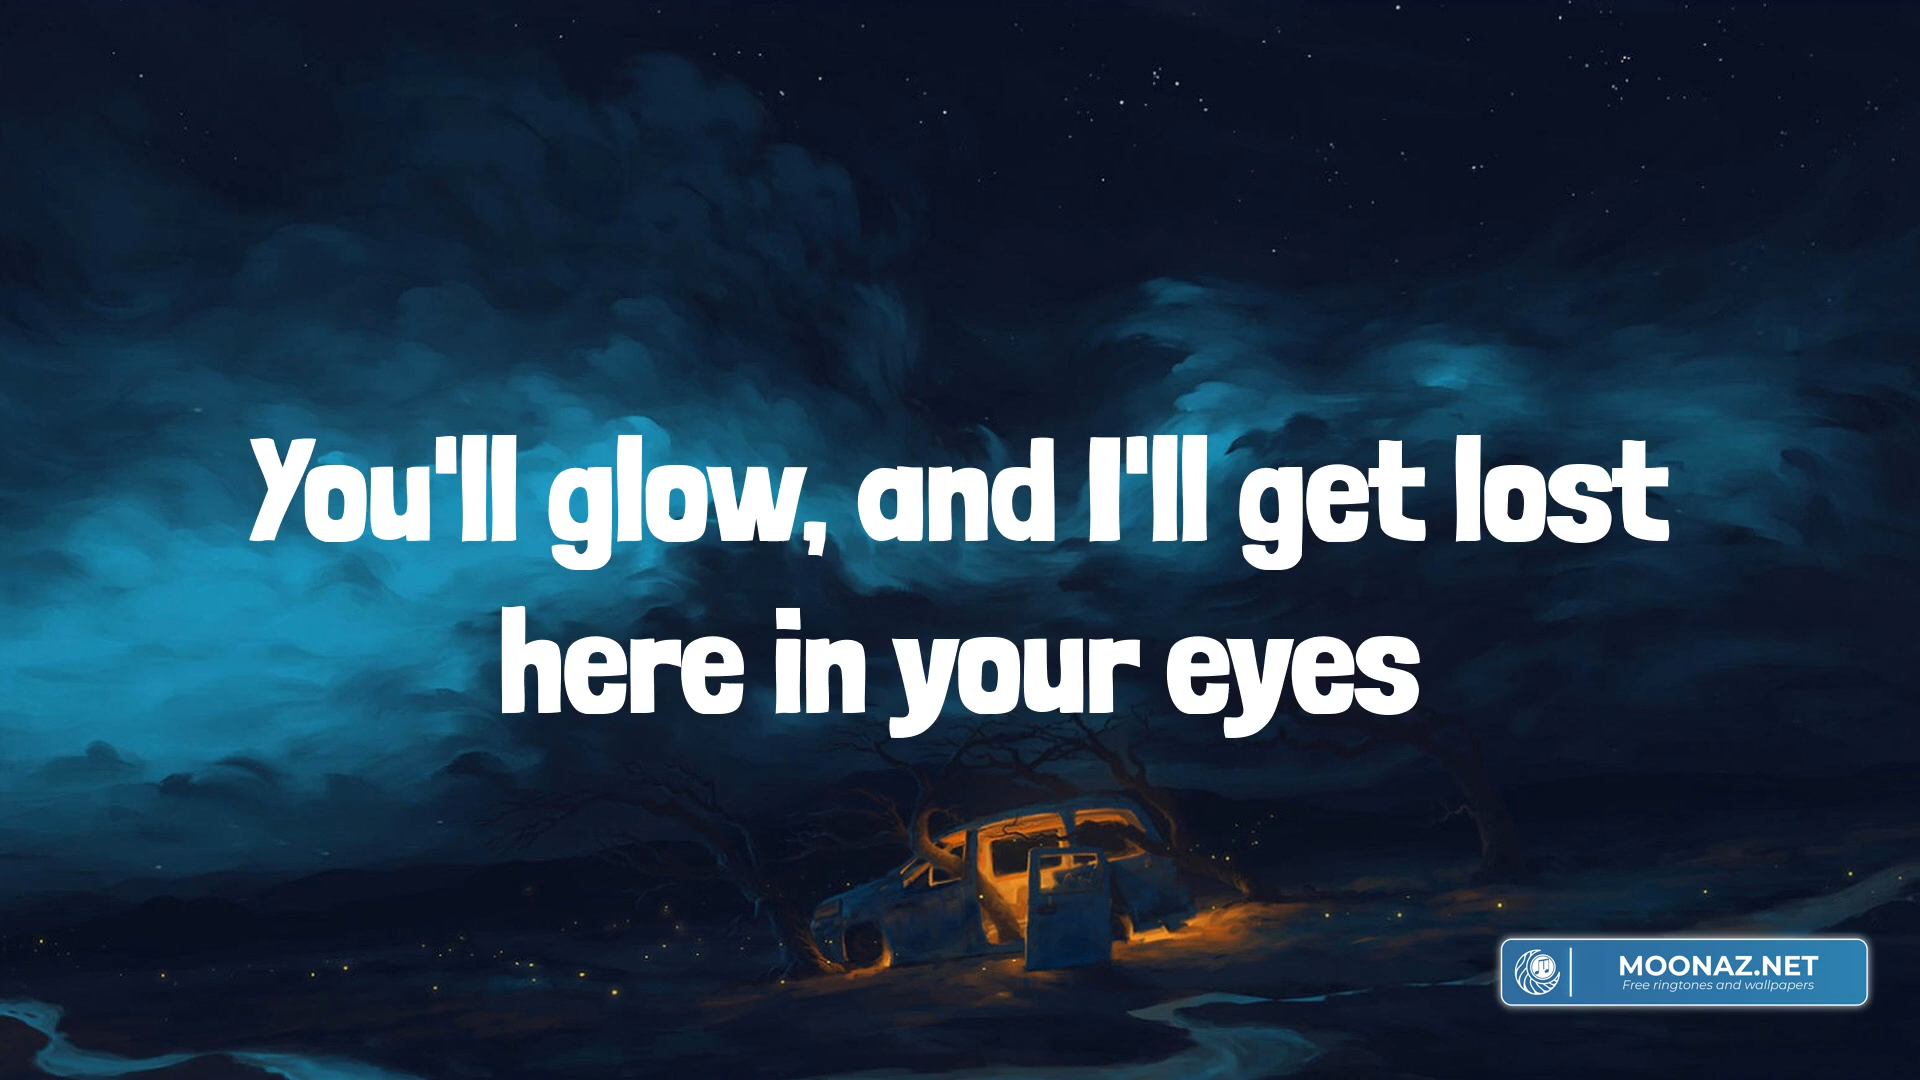 You'll glow, and I'll get lost
here in your eyes
MOONAZ.NET
Free ringtones and wallpapers